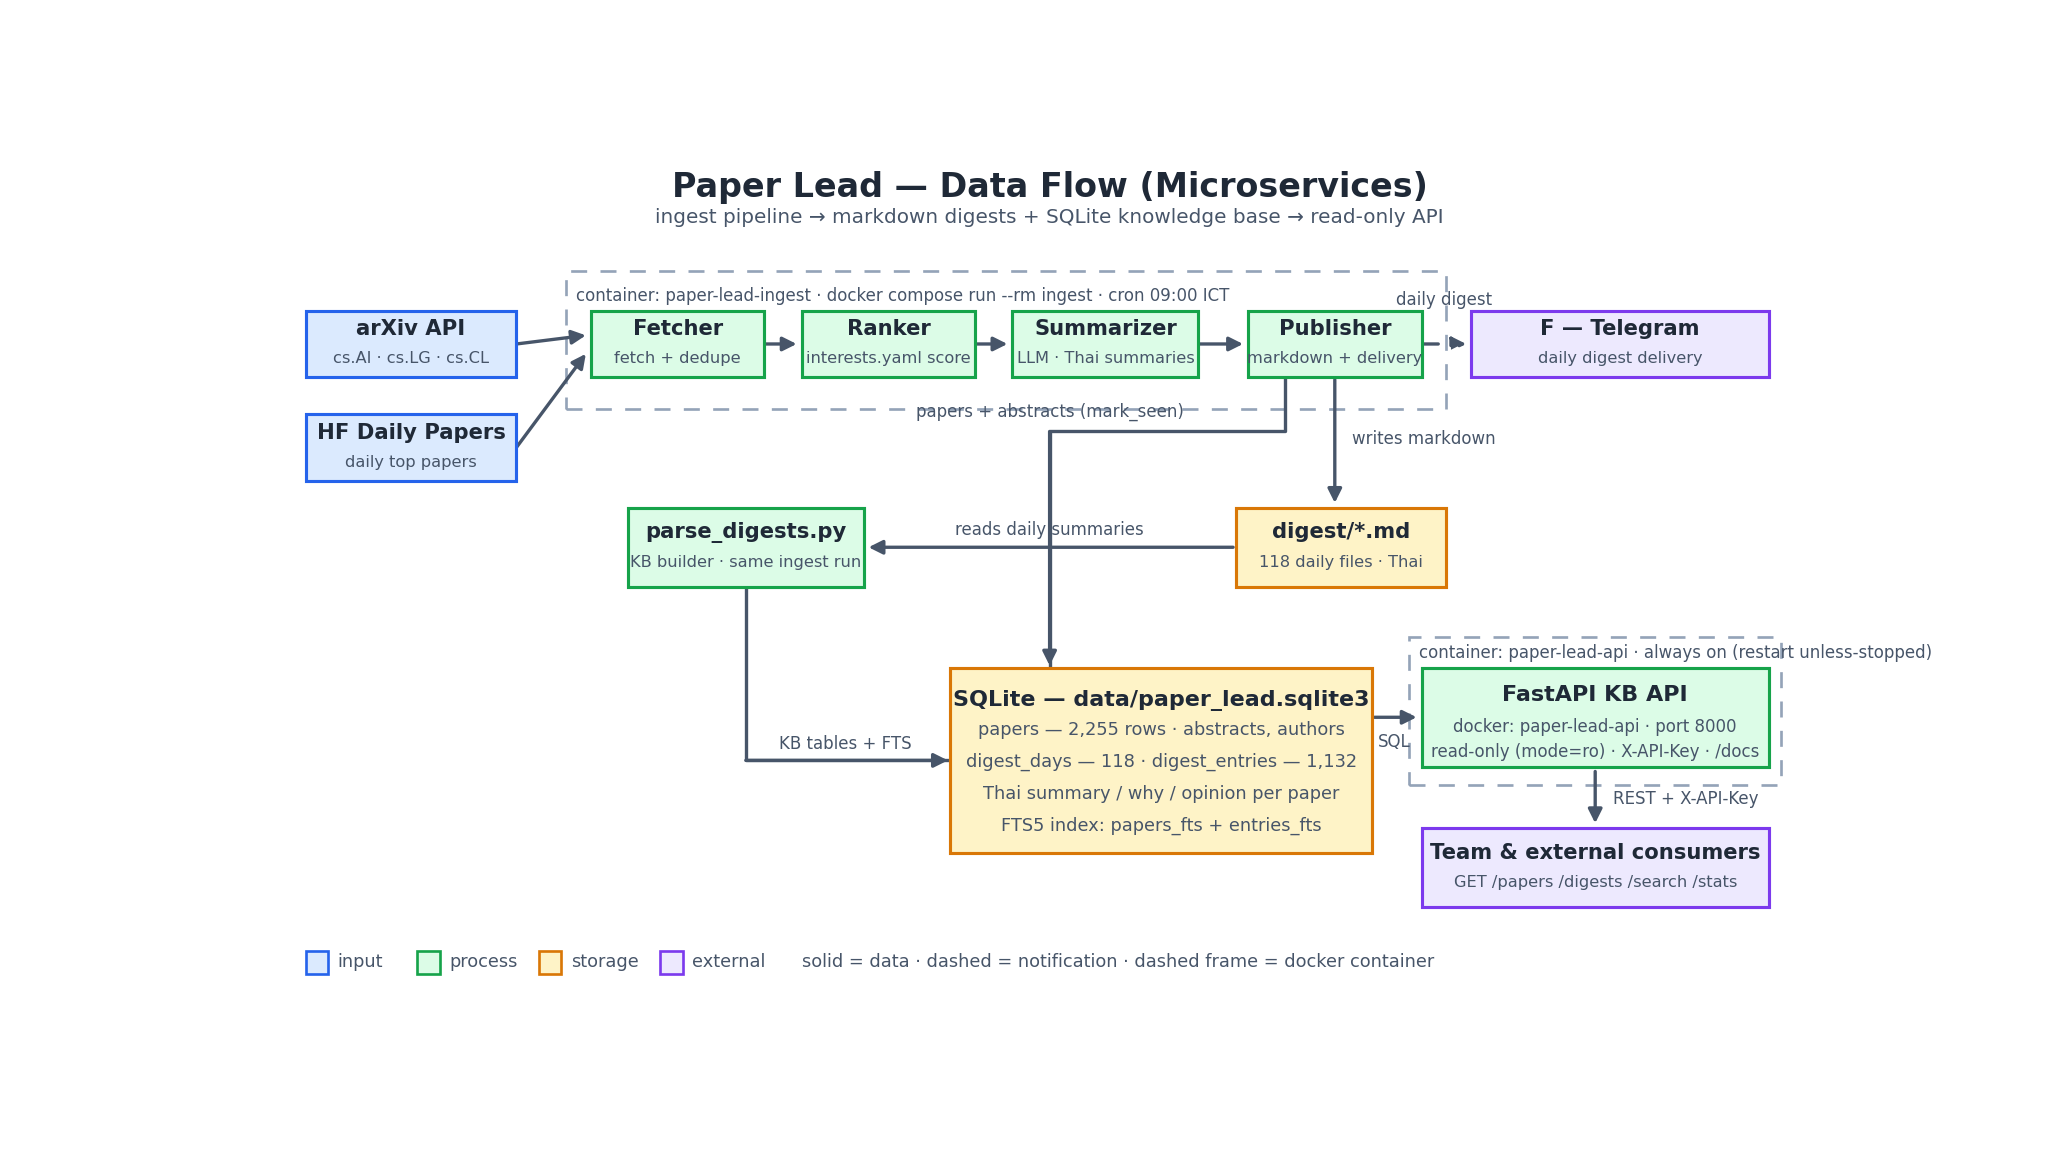 Paper Lead — Data Flow (Microservices)
ingest pipeline → markdown digests + SQLite knowledge base → read-only API
container: paper-lead-ingest · docker compose run --rm ingest · cron 09:00 ICT
daily digest
arXiv API
cs.AI · cs.LG · cs.CL
Fetcher
fetch + dedupe
Ranker
interests.yaml score
Summarizer
LLM · Thai summaries
Publisher
markdown + delivery
F — Telegram
daily digest delivery
papers + abstracts (mark_seen)
HF Daily Papers
daily top papers
writes markdown
parse_digests.py
KB builder · same ingest run
reads daily summaries
digest/*.md
118 daily files · Thai
container: paper-lead-api · always on (restart unless-stopped)
SQLite — data/paper_lead.sqlite3
papers — 2,255 rows · abstracts, authors
digest_days — 118 · digest_entries — 1,132
Thai summary / why / opinion per paper
FTS5 index: papers_fts + entries_fts
KB tables + FTS
SQL
FastAPI KB API
docker: paper-lead-api · port 8000
read-only (mode=ro) · X-API-Key · /docs
REST + X-API-Key
Team & external consumers
GET /papers /digests /search /stats
input
process
storage
external
solid = data · dashed = notification · dashed frame = docker container